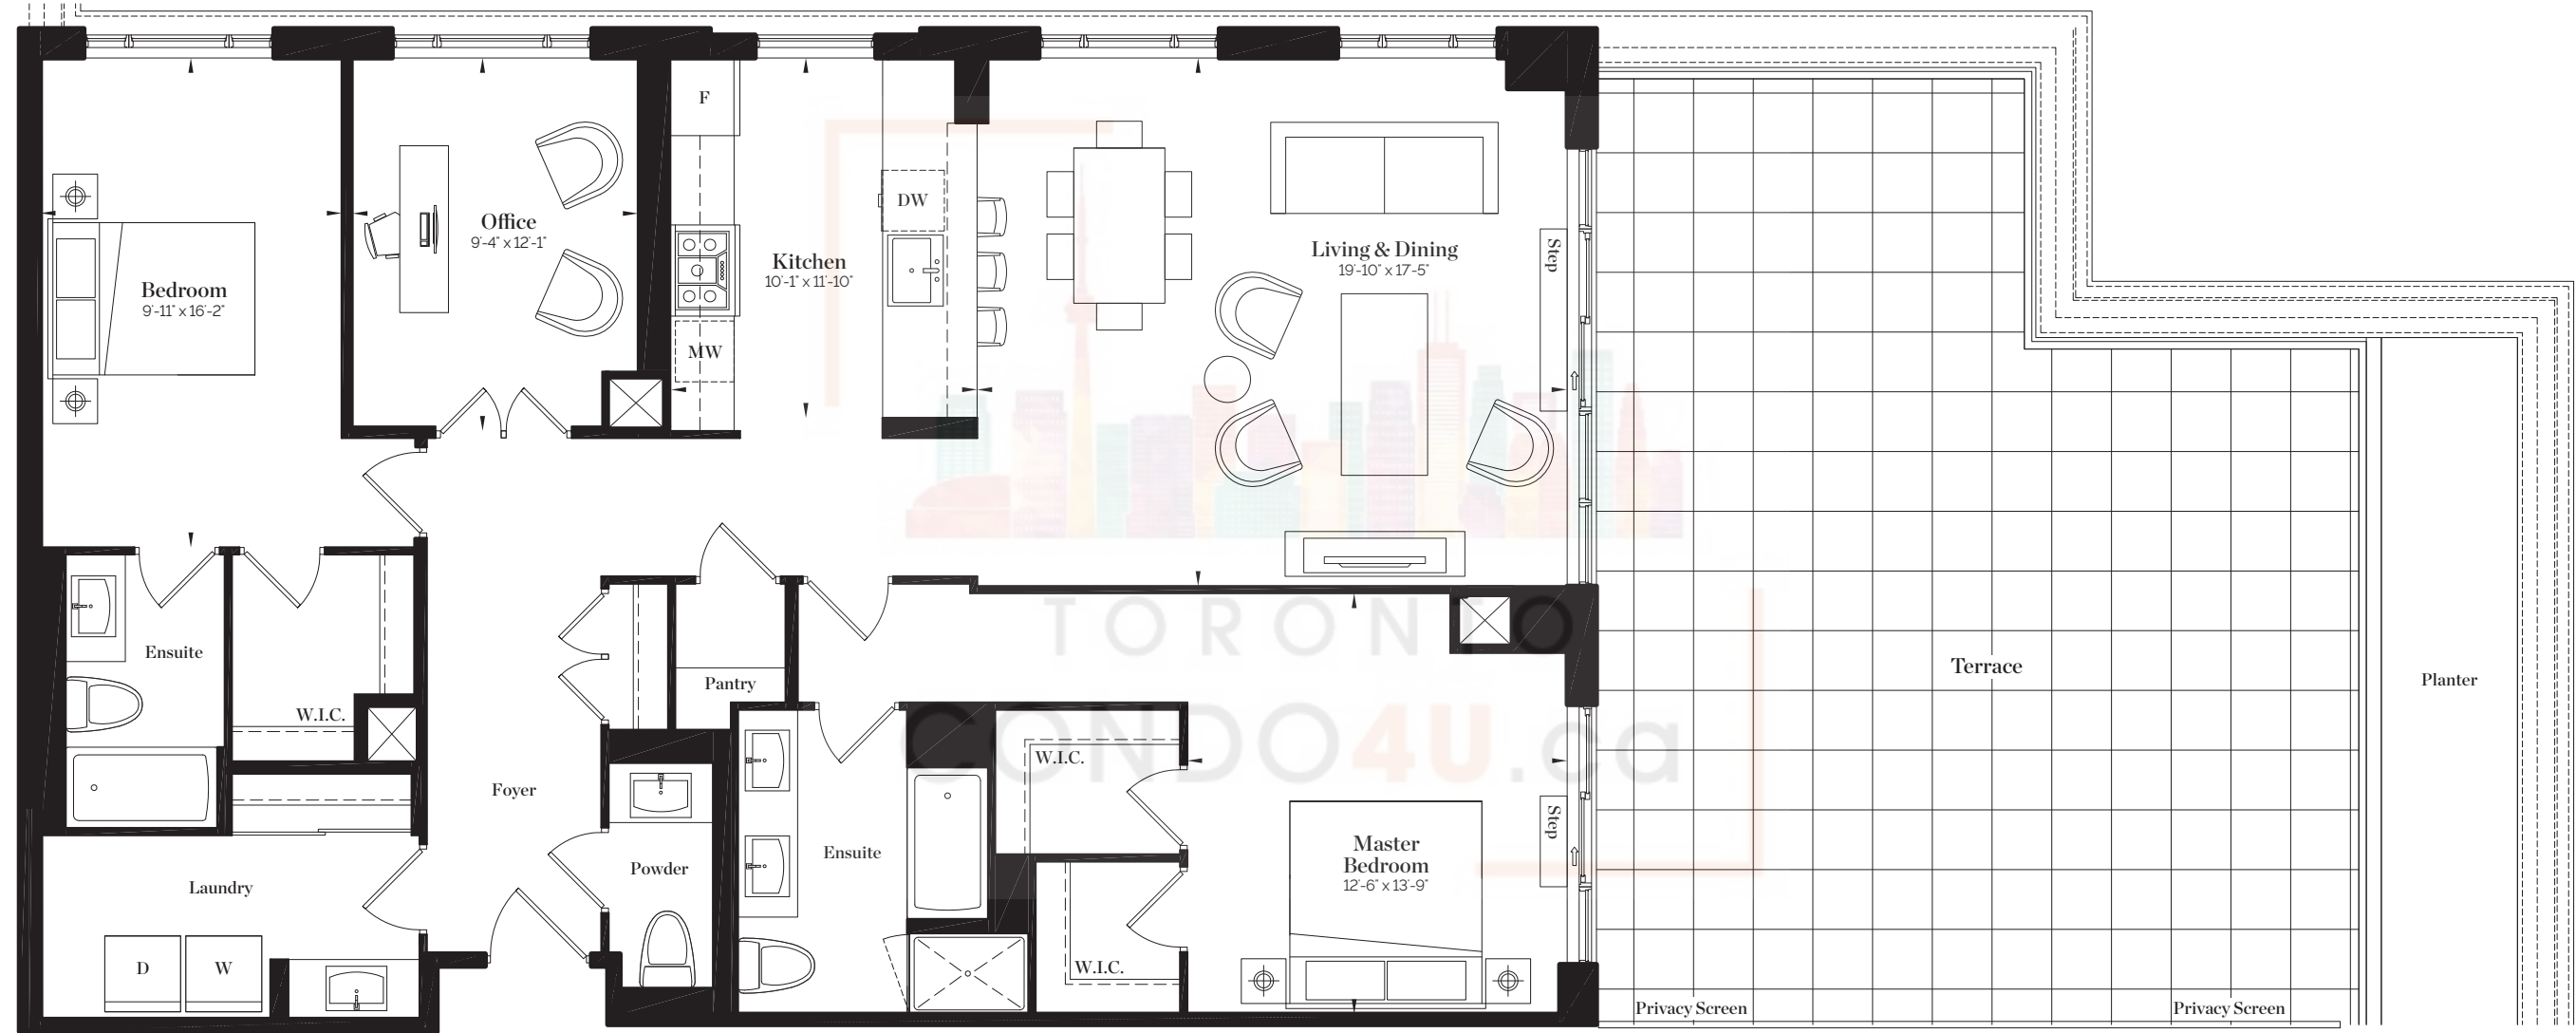 F
DW
Office
9'-4" x 12'-1"
Step
Living & Dining
19'-10" x 17'-5"
Kitchen
10'-1" x 11'-10"
Bedroom
9'-11" x 16'-2"
MW
TORONTO
CONDO4U.ca
Ensuite
Pantry
Terrace
Planter
W.I.C.
W.I.C.
Foyer
Step
Master
Bedroom
12'-6" x 13'-9"
Ensuite
Powder
Laundry
D
W
W.I.C.
Privacy Screen
Privacy Screen